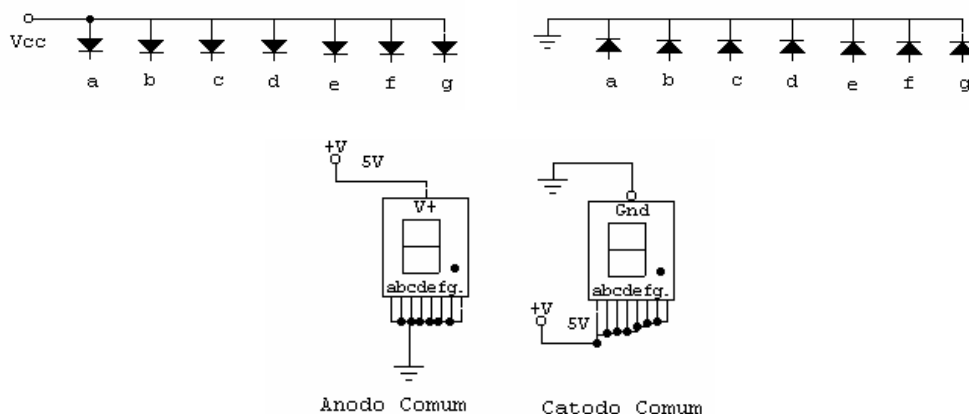 Vcc
a b c d e f g
a b c d e f g
+V
5V
V+
abcdefg.
Gnd
abcdefg.
+V
5V
Anodo Comum
Catodo Comum